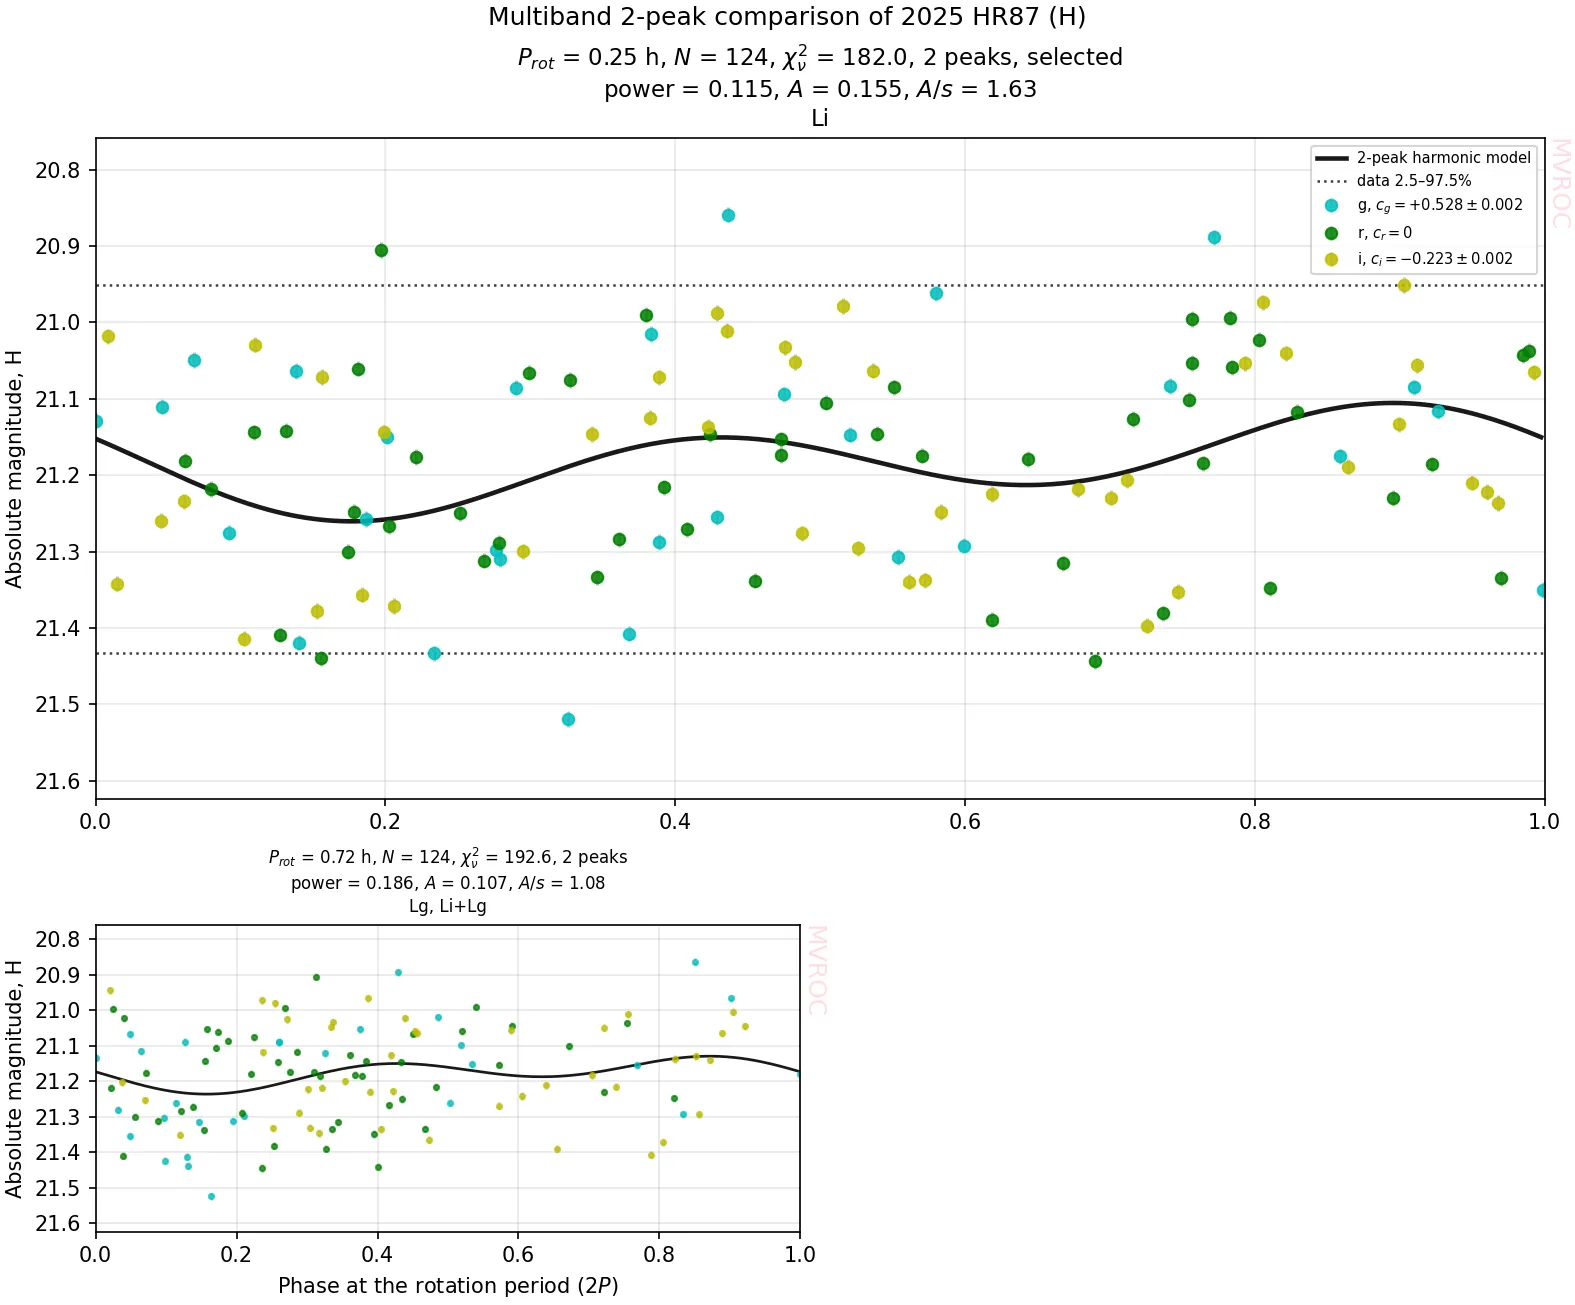 Multiband 2-peak comparison of 2025 HR87 (H)
P_rot = 0.25 h, N = 124, χ²_ν = 182.0, 2 peaks, selected
power = 0.115, A = 0.155, A/s = 1.63
Li
2-peak harmonic model
data 2.5–97.5%
g, c_g = +0.528 ± 0.002
r, c_r = 0
i, c_i = −0.223 ± 0.002
MVROC
Absolute magnitude, H
20.8
20.9
21.0
21.1
21.2
21.3
21.4
21.5
21.6
0.0 0.2 0.4 0.6 0.8 1.0
P_rot = 0.72 h, N = 124, χ²_ν = 192.6, 2 peaks
power = 0.186, A = 0.107, A/s = 1.08
Lg, Li+Lg
MVROC
Absolute magnitude, H
20.8
20.9
21.0
21.1
21.2
21.3
21.4
21.5
21.6
0.0 0.2 0.4 0.6 0.8 1.0
Phase at the rotation period (2P)